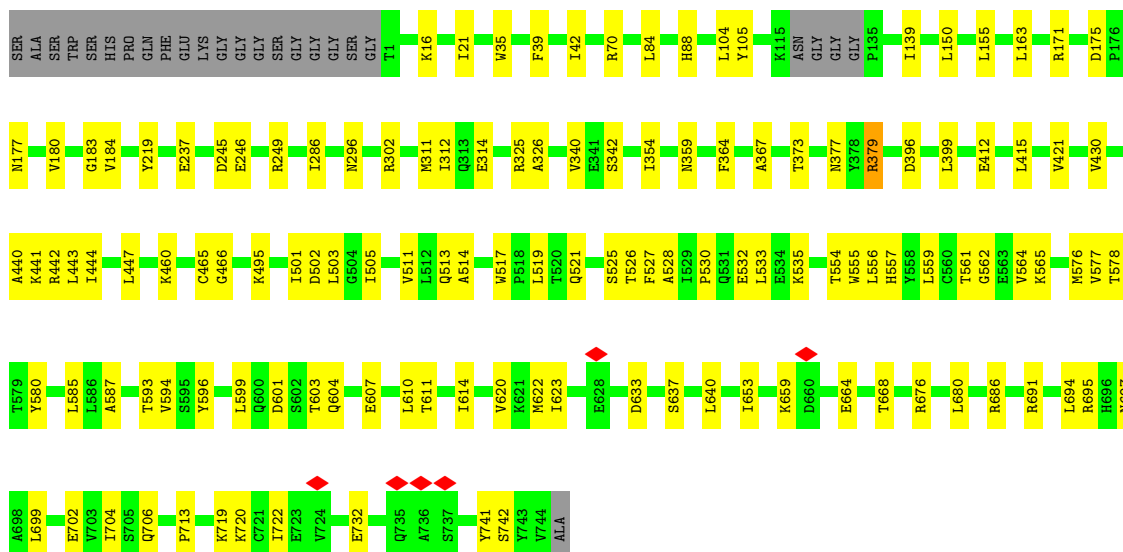 SER ALA SER TRP SER HIS PRO GLN PHE GLU LYS GLY GLY GLY SER GLY GLY GLY SER GLY T1 K16 I21 W35 F39 I42 R70 L84 H88 L104 Y105 K115 ASN GLY GLY GLY P135 I139 L150 L155 L163 R171 D175 P176
N177 V180 G183 V184 Y219 E237 D245 E246 R249 I286 N296 R302 M311 I312 Q313 E314 R325 A326 V340 E341 S342 I354 N359 F364 A367 T373 N377 Y378 R379 D396 L399 E412 L415 V421 V430
A440 K441 R442 L443 I444 L447 K460 C465 G466 K495 I501 D502 L503 G504 I505 V511 L512 Q513 A514 W517 P518 L519 T520 Q521 S525 T526 F527 A528 I529 P530 Q531 E532 L533 E534 K535 T554 W555 L556 H557 Y558 L559 C560 T561 G562 E563 V564 K565 M576 V577 T578
T579 Y580 L585 L586 A587 T593 V594 S595 Y596 L599 Q600 D601 S602 T603 Q604 E607 L610 T611 I614 V620 K621 M622 I623 E628 D633 S637 L640 I653 K659 D660 E664 T668 R676 L680 R686 R691 L694 R695 H696
A698 L699 E702 V703 I704 S705 Q706 P713 K719 K720 C721 I722 E723 V724 E732 Q735 A736 S737 Y741 S742 Y743 V744 ALA